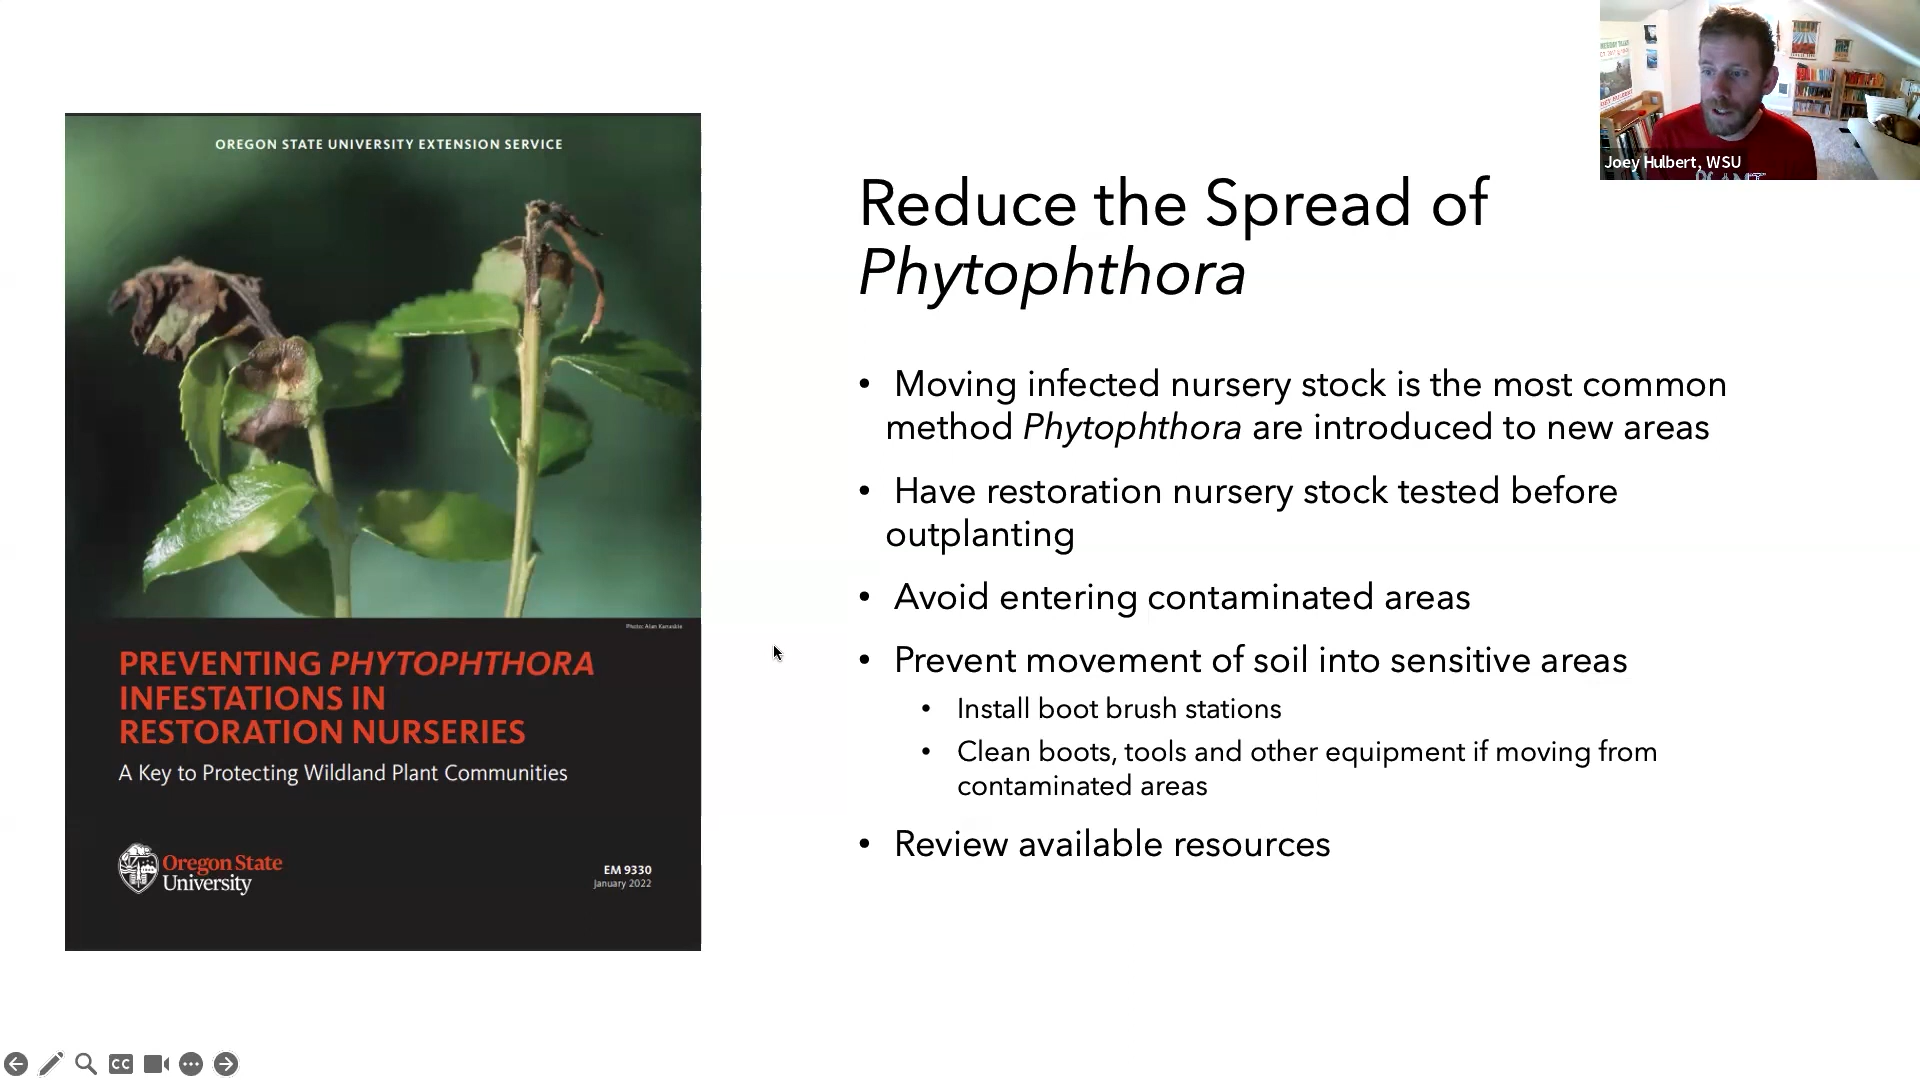 OREGON STATE UNIVERSITY EXTENSION SERVICE
PREVENTING PHYTOPHTHORA
INFESTATIONS IN
RESTORATION NURSERIES
A Key to Protecting Wildland Plant Communities
Oregon State
University
EM 9330
January 2022
Reduce the Spread of
Phytophthora
• Moving infected nursery stock is the most common
method Phytophthora are introduced to new areas
• Have restoration nursery stock tested before
outplanting
• Avoid entering contaminated areas
• Prevent movement of soil into sensitive areas
• Install boot brush stations
• Clean boots, tools and other equipment if moving from
contaminated areas
• Review available resources
Joey Hulbert, WSU
CC